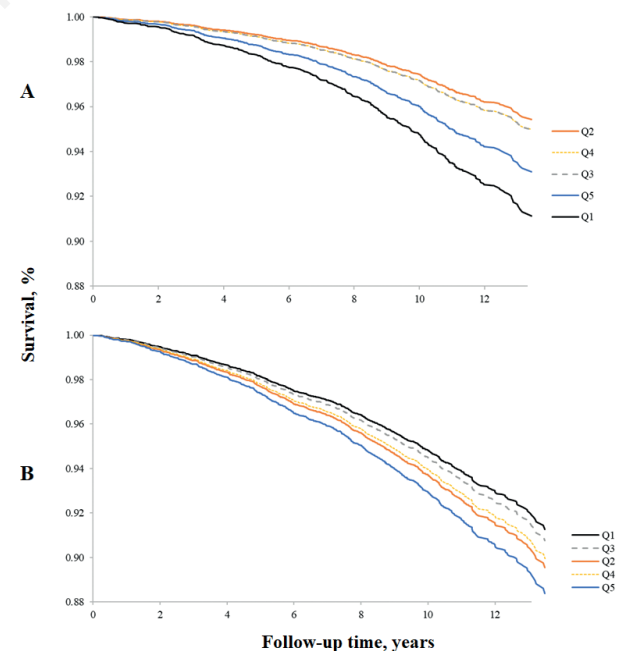 1.00
0.98
A
0.96
0.94
0.92
0.90
0.88
0 2 4 6 8 10 12
Q2
Q4
Q3
Q5
Q1
Survival, %
1.00
0.98
0.96
B
0.94
0.92
0.90
0.88
0 2 4 6 8 10 12
Q1
Q3
Q2
Q4
Q5
Follow-up time, years